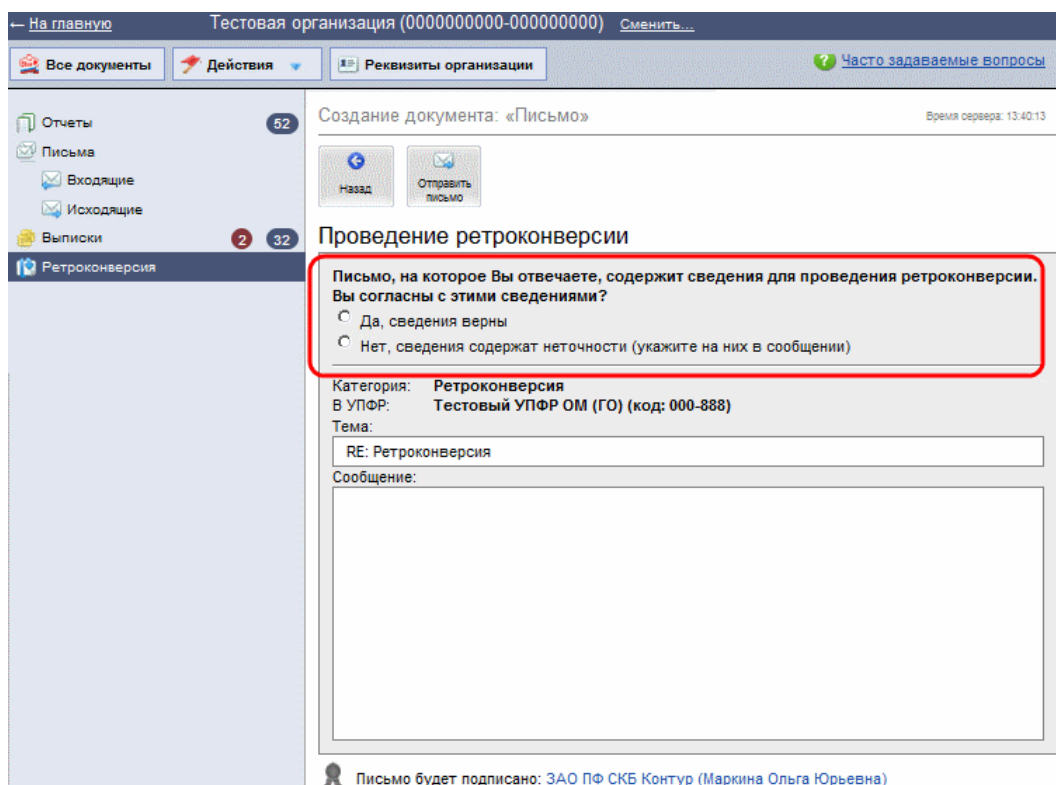 ← На главную Тестовая организация (0000000000-000000000) Сменить...
Все документы Действия Реквизиты организации Часто задаваемые вопросы
Отчеты 52
Письма
Входящие
Исходящие
Выписки 2 32
Ретроконверсия
Создание документа: «Письмо» Время сервера: 13:40:13
Назад
Отправить
письмо
Проведение ретроконверсии
Письмо, на которое Вы отвечаете, содержит сведения для проведения ретроконверсии.
Вы согласны с этими сведениями?
Да, сведения верны
Нет, сведения содержат неточности (укажите на них в сообщении)
Категория: Ретроконверсия
В УПФР: Тестовый УПФР ОМ (ГО) (код: 000-888)
Тема:
RE: Ретроконверсия
Сообщение:
Письмо будет подписано: ЗАО ПФ СКБ Контур (Маркина Ольга Юрьевна)